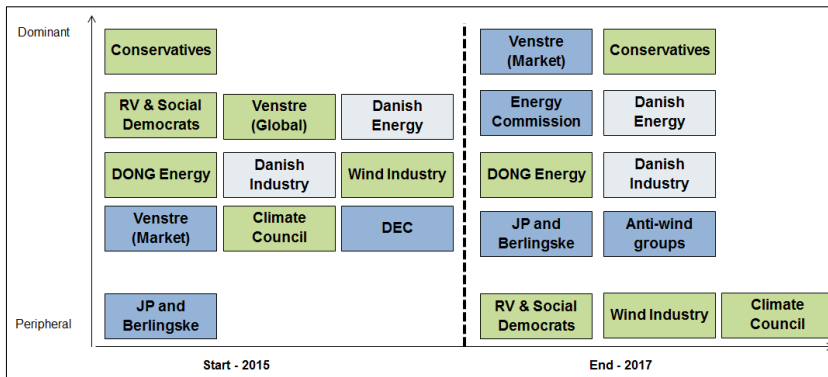 Dominant
Conservatives
RV & Social
Democrats
Venstre
(Global)
Danish
Energy
DONG Energy
Danish
Industry
Wind Industry
Venstre
(Market)
Climate
Council
DEC
JP and
Berlingske
Peripheral
Start - 2015
Venstre
(Market)
Conservatives
Energy
Commission
Danish
Energy
DONG Energy
Danish
Industry
JP and
Berlingske
Anti-wind
groups
RV & Social
Democrats
Wind Industry
Climate
Council
End - 2017